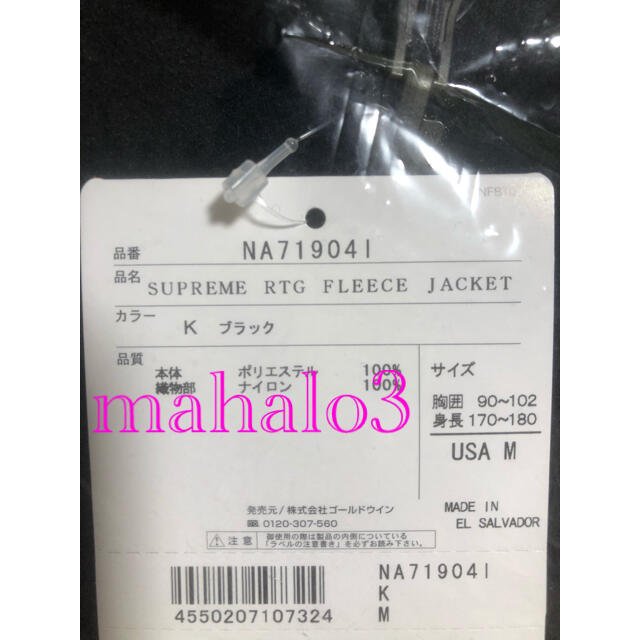 NFBTO
品番 NA71904I
品名 SUPREME RTG FLEECE JACKET
カラー K ブラック
品質
本体 ポリエステル 100%
織物部 ナイロン 100%
サイズ
胸囲 90~102
身長 170~180
USA M
mahalo3
発売元/株式会社ゴールドウイン
0120-307-560
注意 御使用の際は製品の内側についている
「ラベルの注意書き」を必ずお読み下さい。
MADE IN
EL SALVADOR
4550207107324
NA71904I
K
M